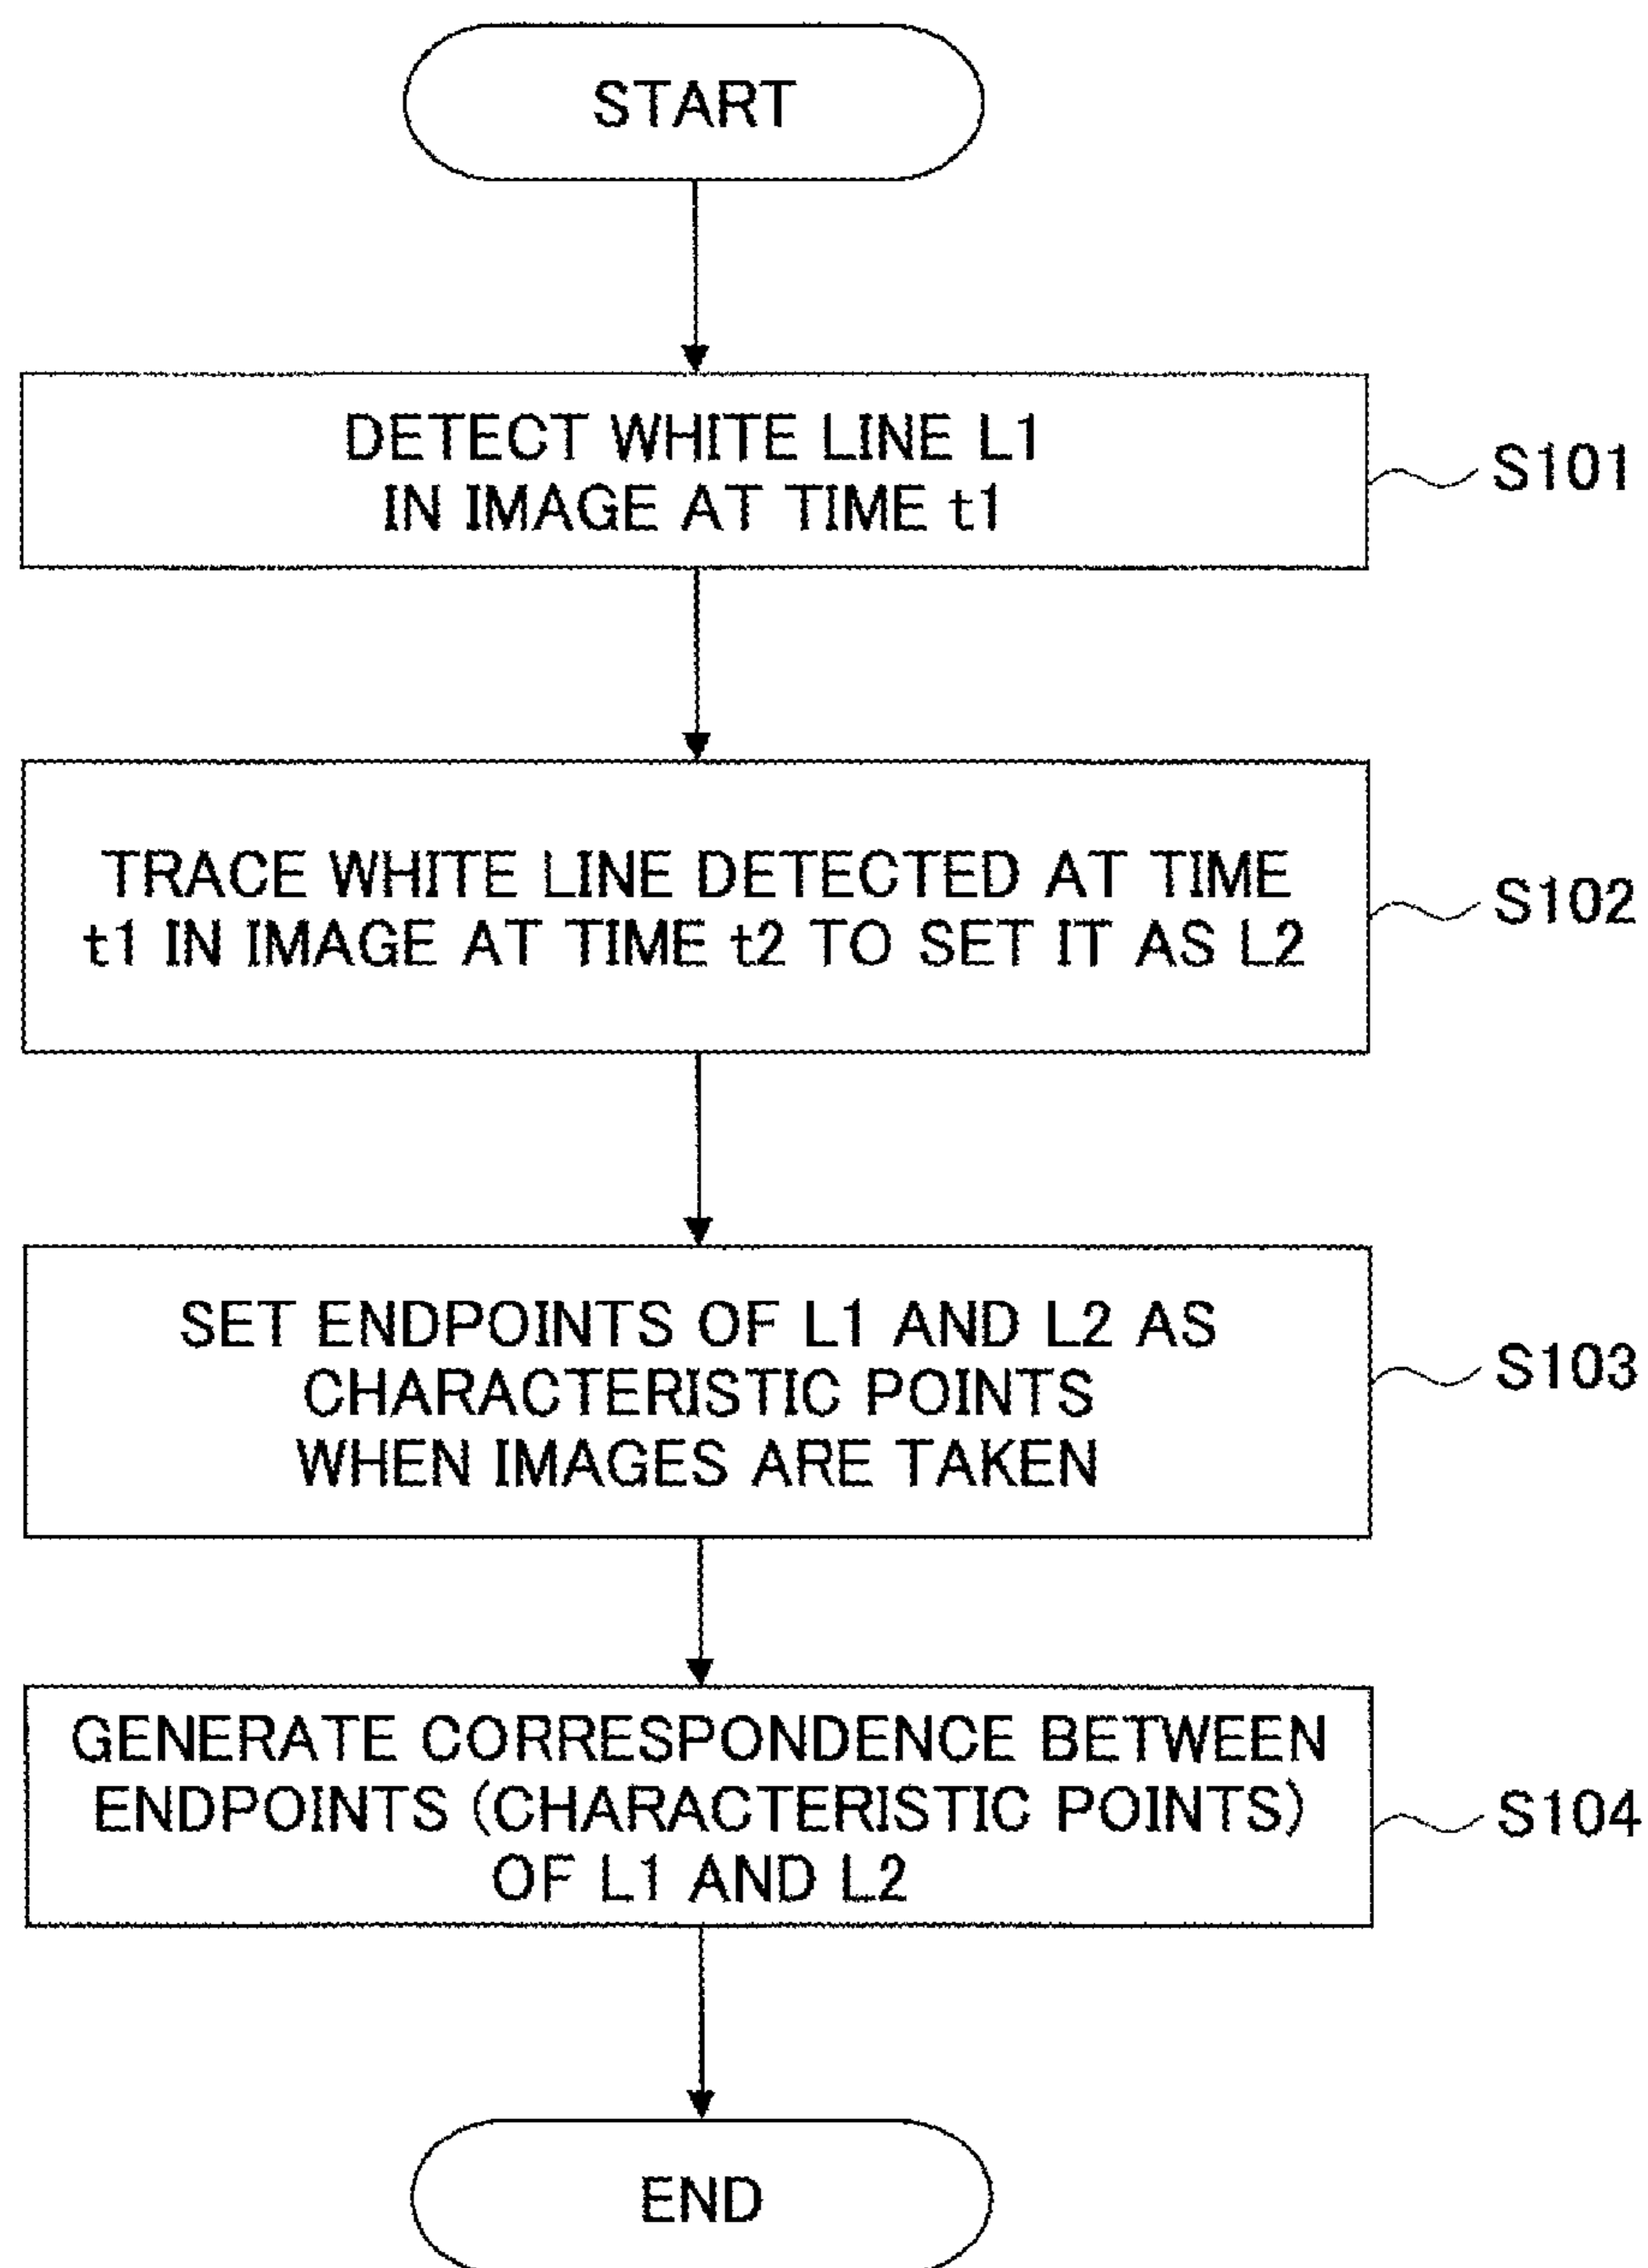 START
DETECT WHITE LINE L1
IN IMAGE AT TIME t1
S101
TRACE WHITE LINE DETECTED AT TIME
t1 IN IMAGE AT TIME t2 TO SET IT AS L2
S102
SET ENDPOINTS OF L1 AND L2 AS
CHARACTERISTIC POINTS
WHEN IMAGES ARE TAKEN
S103
GENERATE CORRESPONDENCE BETWEEN
ENDPOINTS (CHARACTERISTIC POINTS)
OF L1 AND L2
S104
END